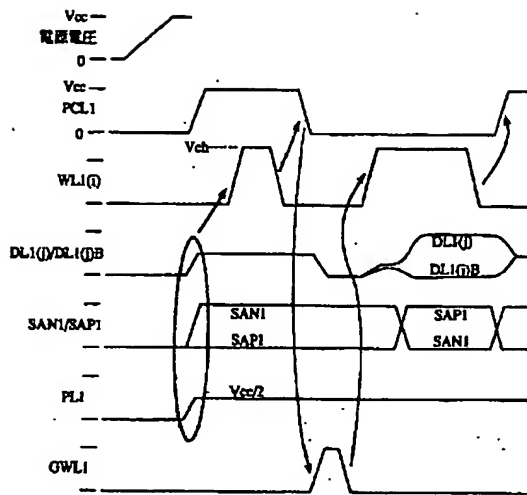 Vcc
電源電圧
0
Vcc
PCL1
0
Vch
WL1(i)
DL1(j)/DL1(j)B
DL1(j)
DL1(j)B
SAN1/SAP1
SAN1
SAP1
SAP1
SAN1
PL1
Vcc/2
GWL1